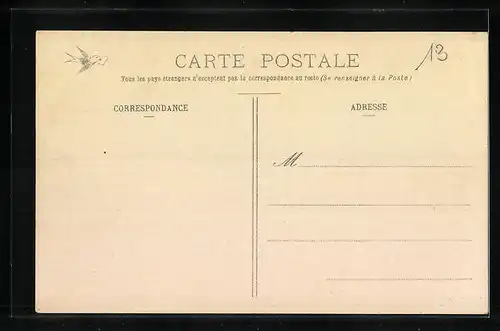 CARTE POSTALE
13
Tous les pays étrangers n'acceptent pas la correspondance au recto (Se renseigner à la Poste)
CORRESPONDANCE
ADRESSE
M